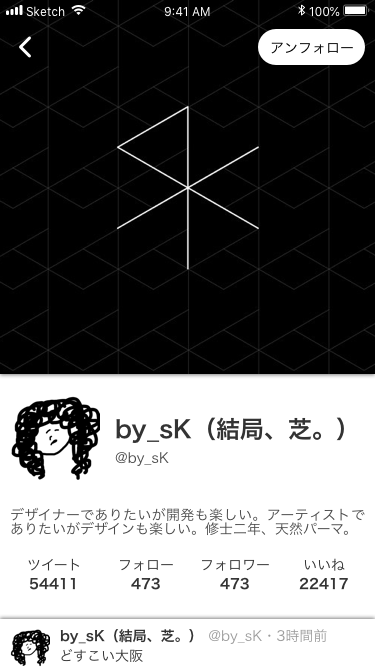 Sketch 9:41 AM 100%
アンフォロー
by_sK（結局、芝。）
@by_sK
デザイナーでありたいが開発も楽しい。アーティストで
ありたいがデザインも楽しい。修士二年、天然パーマ。
ツイート フォロー フォロワー いいね
54411 473 473 22417
by_sK（結局、芝。） @by_sK・3時間前
どすこい大阪